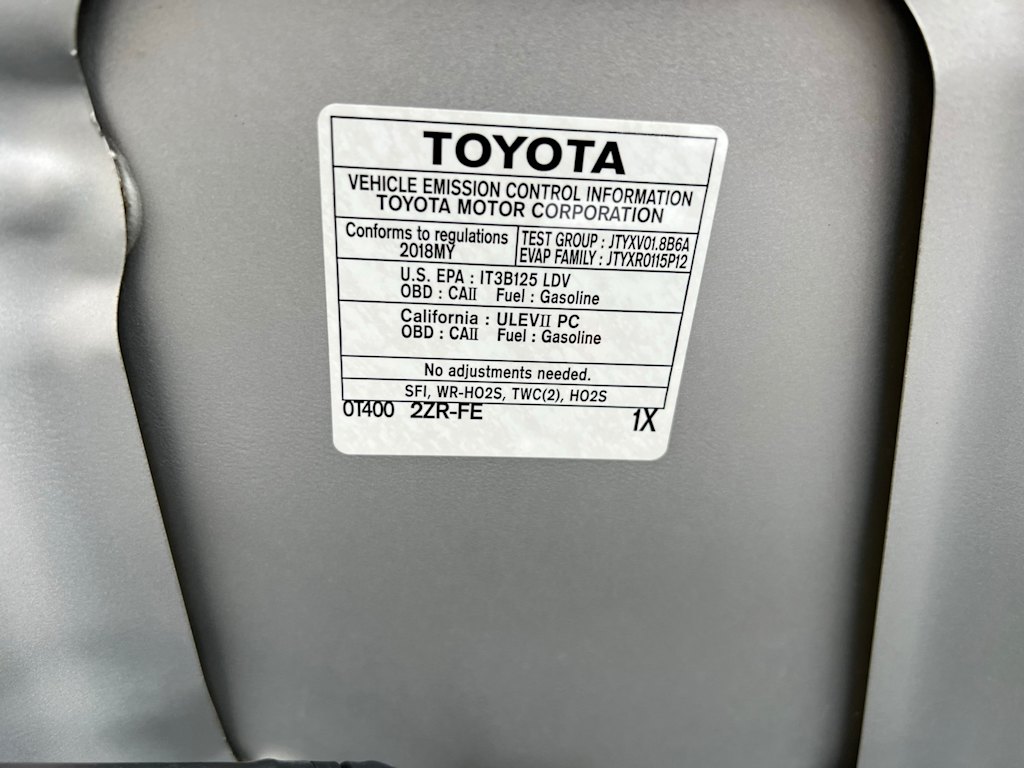 TOYOTA
VEHICLE EMISSION CONTROL INFORMATION
TOYOTA MOTOR CORPORATION
Conforms to regulations
2018MY
TEST GROUP : JTYXV01.8B6A
EVAP FAMILY : JTYXR0115P12
U.S. EPA : IT3B125 LDV
OBD : CAII Fuel : Gasoline
California : ULEVII PC
OBD : CAII Fuel : Gasoline
No adjustments needed.
SFI, WR-HO2S, TWC(2), HO2S
0T400 2ZR-FE 1X